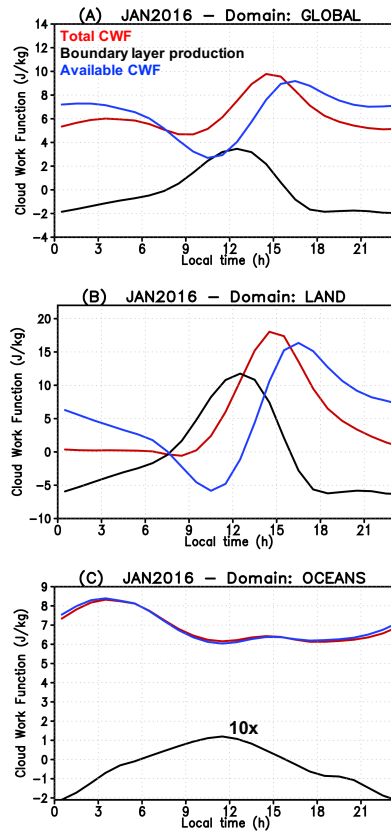 (A) JAN2016 – Domain: GLOBAL
Total CWF
Boundary layer production
Available CWF
Cloud Work Function (J/kg)
14
12
10
8
6
4
2
0
−2
−4
0 3 6 9 12 15 18 21
Local time (h)
(B) JAN2016 – Domain: LAND
Cloud Work Function (J/kg)
20
15
10
5
0
−5
−10
0 3 6 9 12 15 18 21
Local time (h)
(C) JAN2016 – Domain: OCEANS
Cloud Work Function (J/kg)
9
8
7
6
5
4
3
2
1
0
−1
−2
10x
0 3 6 9 12 15 18 21
Local time (h)